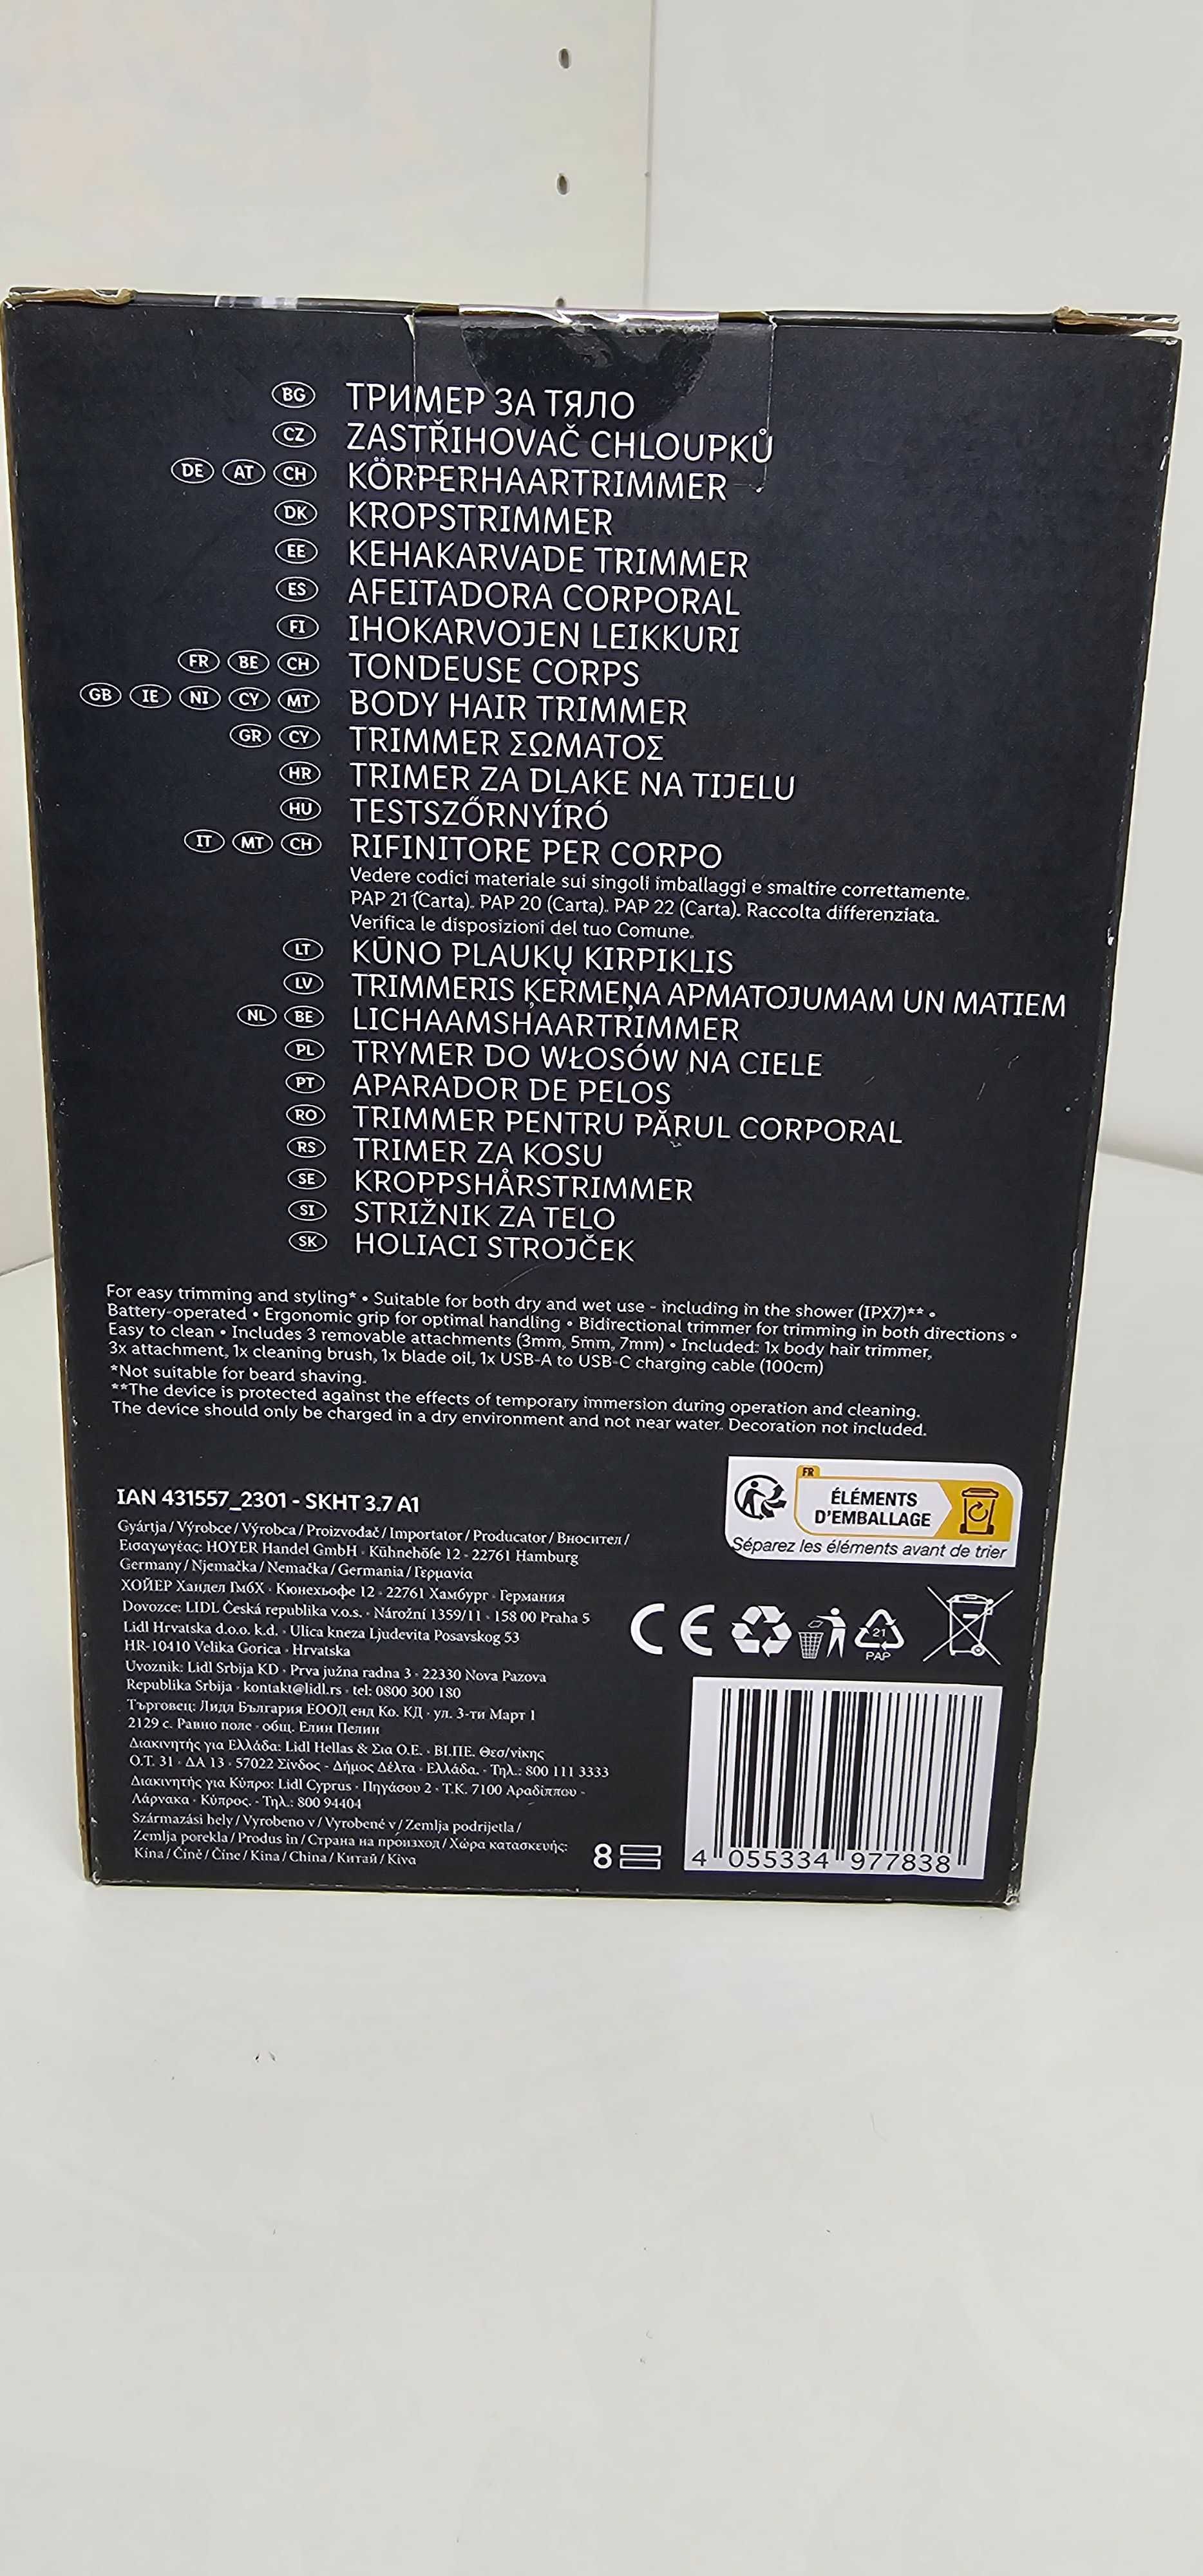 BG ТРИМЕР ЗА ТЯЛО
CZ ZASTŘIHOVAČ CHLOUPKŮ
DE AT CH KÖRPERHAARTRIMMER
DK KROPSTRIMMER
EE KEHAKARVADE TRIMMER
ES AFEITADORA CORPORAL
FI IHOKARVOJEN LEIKKURI
FR BE CH TONDEUSE CORPS
GB IE NI CY MT BODY HAIR TRIMMER
GR CY TRIMMER ΣΩΜΑΤΟΣ
HR TRIMER ZA DLAKE NA TIJELU
HU TESTSZŐRNYÍRÓ
IT MT CH RIFINITORE PER CORPO
Vedere codici materiale sui singoli imballaggi e smaltire correttamente.
PAP 21 (Carta). PAP 20 (Carta). PAP 22 (Carta). Raccolta differenziata.
Verifica le disposizioni del tuo Comune.
LT KŪNO PLAUKŲ KIRPIKLIS
LV TRIMMERIS ĶERMEŅA APMATOJUMAM UN MATIEM
NL BE LICHAAMSHAARTRIMMER
PL TRYMER DO WŁOSÓW NA CIELE
PT APARADOR DE PELOS
RO TRIMMER PENTRU PĂRUL CORPORAL
RS TRIMER ZA KOSU
SE KROPPSHÅRSTRIMMER
SI STRIŽNIK ZA TELO
SK HOLIACI STROJČEK
For easy trimming and styling* • Suitable for both dry and wet use - including in the shower (IPX7)** •
Battery-operated • Ergonomic grip for optimal handling • Bidirectional trimmer for trimming in both directions •
Easy to clean • Includes 3 removable attachments (3mm, 5mm, 7mm) • Included: 1x body hair trimmer,
3x attachment, 1x cleaning brush, 1x blade oil, 1x USB-A to USB-C charging cable (100cm)
*Not suitable for beard shaving.
**The device is protected against the effects of temporary immersion during operation and cleaning.
The device should only be charged in a dry environment and not near water. Decoration not included.
IAN 431557_2301 - SKHT 3.7 A1
Gyártja / Výrobce / Výrobca / Proizvođač / Importator / Producator / Вносител /
Εισαγωγέας: HOYER Handel GmbH · Kühnehöfe 12 · 22761 Hamburg
Germany / Njemačka / Nemačka / Germania / Γερμανία
ХОЙЕР Хандел ГмбХ · Кюнехьофе 12 · 22761 Хамбург · Германия
Dovozce: LIDL Česká republika v.o.s. · Nárožní 1359/11 · 158 00 Praha 5
Lidl Hrvatska d.o.o. k.d. · Ulica kneza Ljudevita Posavskog 53
HR-10410 Velika Gorica · Hrvatska
Uvoznik: Lidl Srbija KD · Prva južna radna 3 · 22330 Nova Pazova
Republika Srbija · kontakt@lidl.rs · tel: 0800 300 180
Търговец: Лидл България ЕООД енд Ко. КД · ул. 3-ти Март 1
2129 с. Равно поле · общ. Елин Пелин
Διακινητής για Ελλάδα: Lidl Hellas & Σια Ο.Ε. · ΒΙ.ΠΕ. Θεσ/νίκης
Ο.Τ. 31 · ΔΑ 13 · 57022 Σίνδος - Δήμος Δέλτα · Ελλάδα. · Τηλ.: 800 111 3333
Διακινητής για Κύπρο: Lidl Cyprus · Πηγάσου 2 · Τ.Κ. 7100 Αραδίππου -
Λάρνακα · Κύπρος. · Τηλ.: 800 94404
Származási hely / Vyrobeno v / Vyrobené v / Zemlja podrijetla /
Zemlja porekla / Produs in / Страна на произход / Χώρα κατασκευής:
Kína / Číně / Číne / Kina / China / Китай / Κίνα
FR
ÉLÉMENTS
D'EMBALLAGE
Séparez les éléments avant de trier
CE
21
PAP
8
4 055334 977838